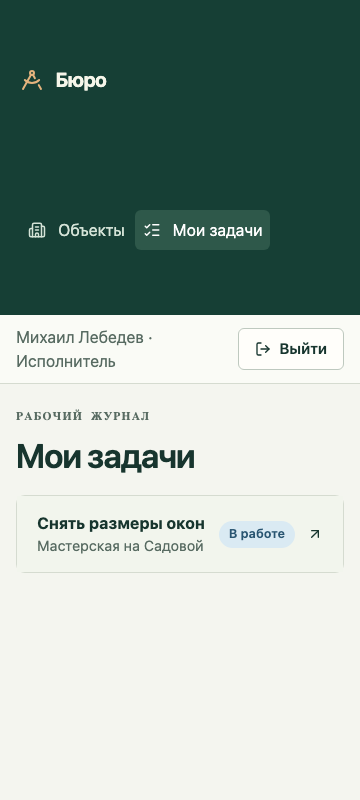 Бюро
Объекты
Мои задачи
Михаил Лебедев ·
Исполнитель
Выйти
РАБОЧИЙ ЖУРНАЛ
Мои задачи
Снять размеры окон
Мастерская на Садовой
В работе